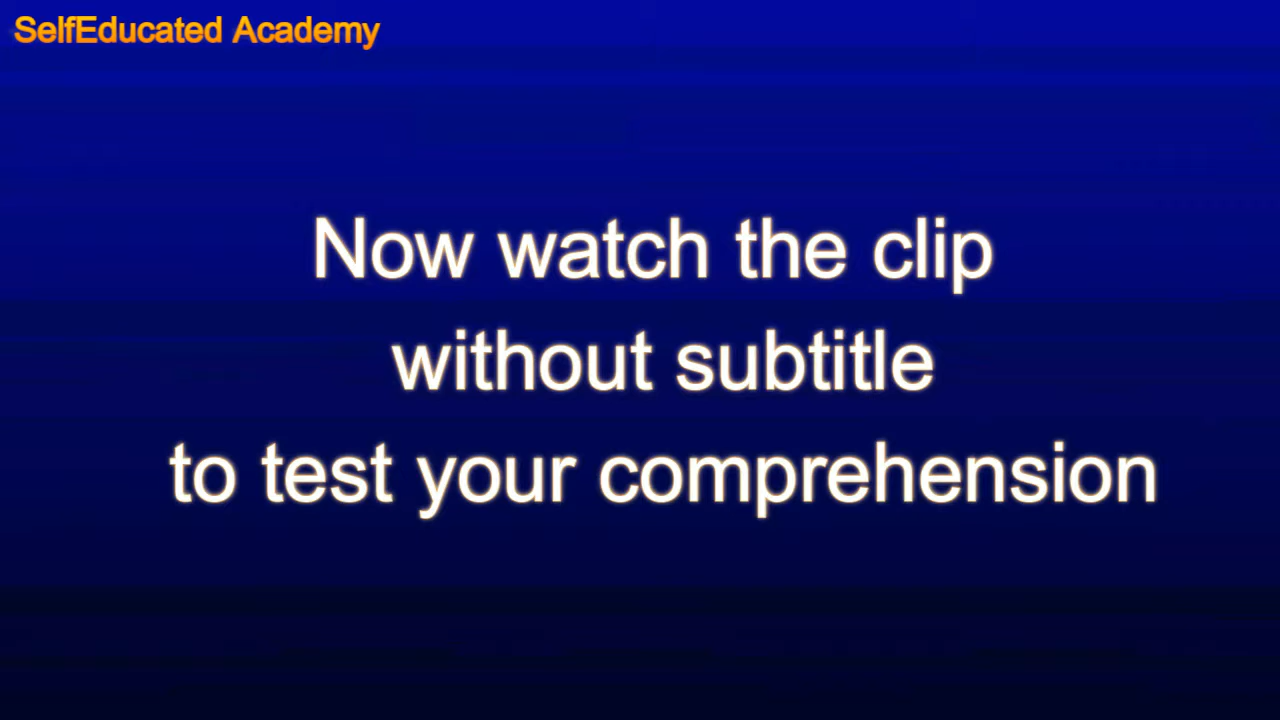 SelfEducated Academy
Now watch the clip
without subtitle
to test your comprehension